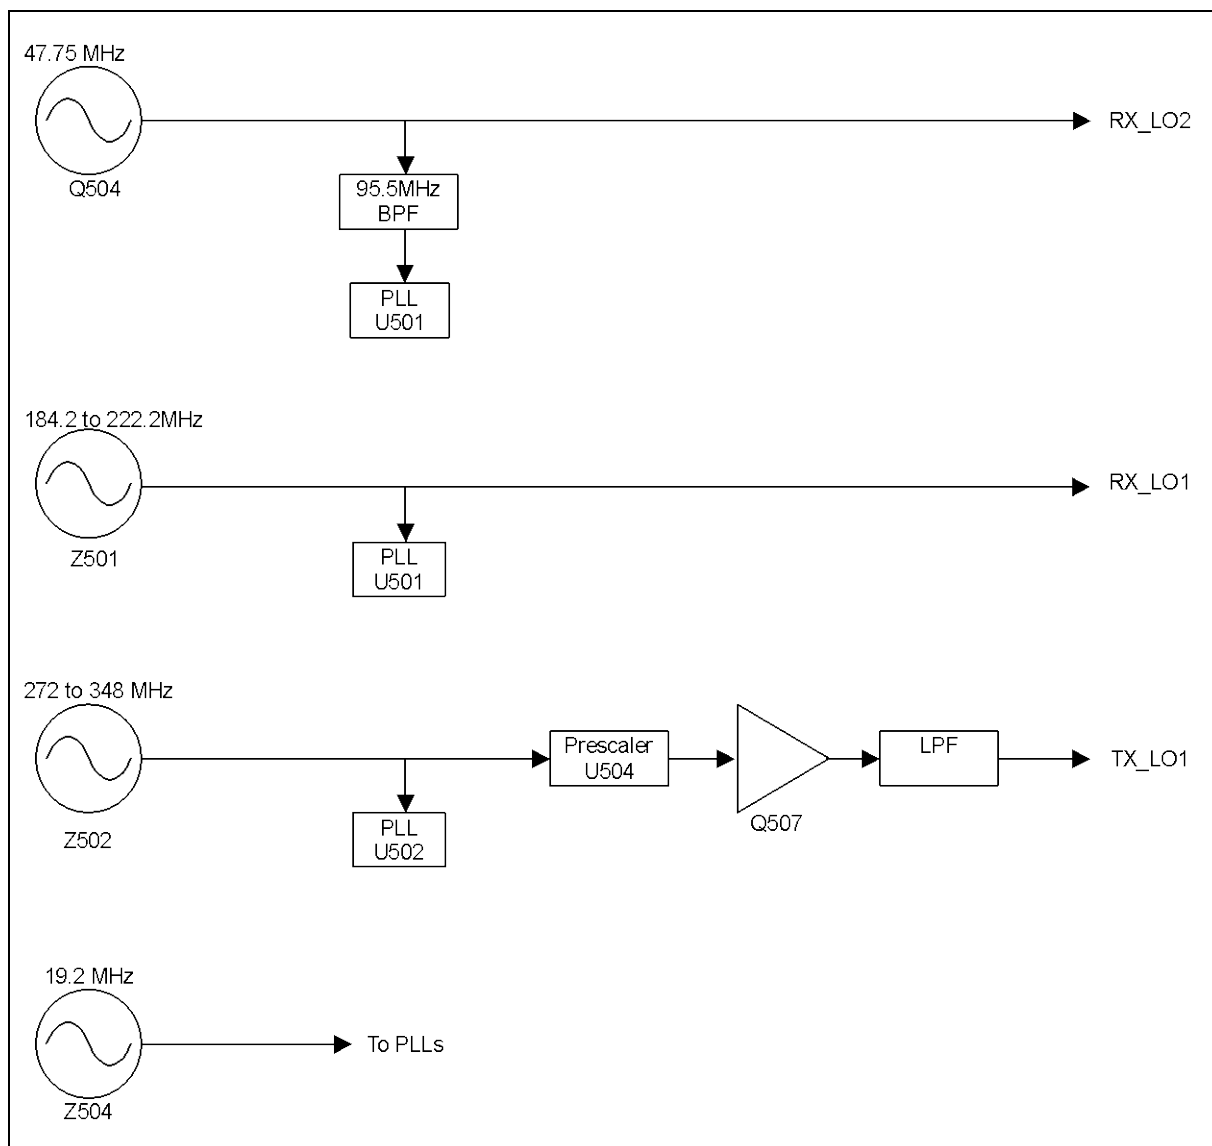 47.75 MHz
RX_LO2
Q504
95.5MHz
BPF
PLL
U501
184.2 to 222.2MHz
RX_LO1
Z501
PLL
U501
272 to 348 MHz
Prescaler
U504
LPF
TX_LO1
Q507
Z502
PLL
U502
19.2 MHz
To PLLs
Z504